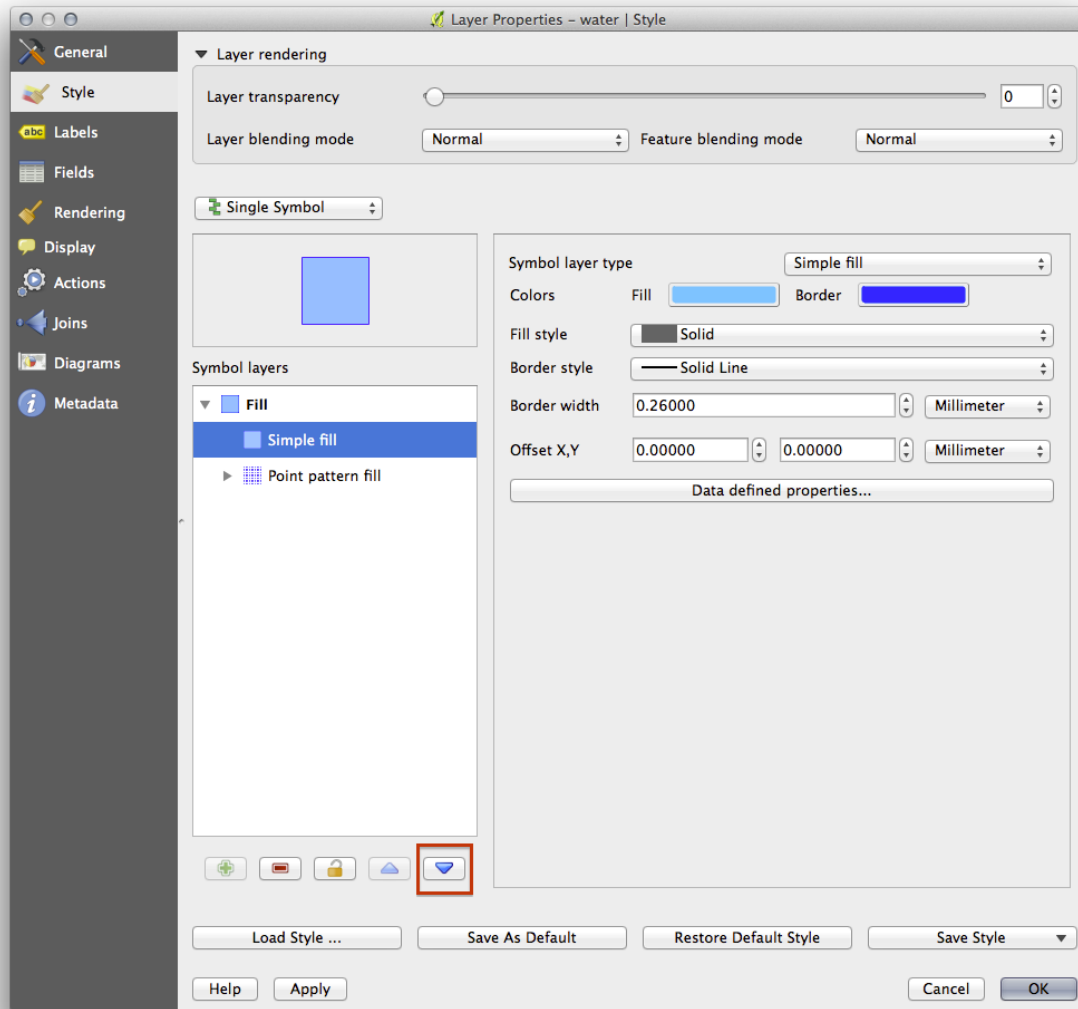 Layer Properties – water | Style
General
Style
abc Labels
Fields
Rendering
Display
Actions
Joins
Diagrams
i Metadata
Layer rendering
Layer transparency 0
Layer blending mode Normal Feature blending mode Normal
Single Symbol
Symbol layers
Fill
Simple fill
Point pattern fill
Symbol layer type Simple fill
Colors Fill Border
Fill style Solid
Border style Solid Line
Border width 0.26000 Millimeter
Offset X,Y 0.00000 0.00000 Millimeter
Data defined properties...
Load Style ... Save As Default Restore Default Style Save Style
Help Apply Cancel OK